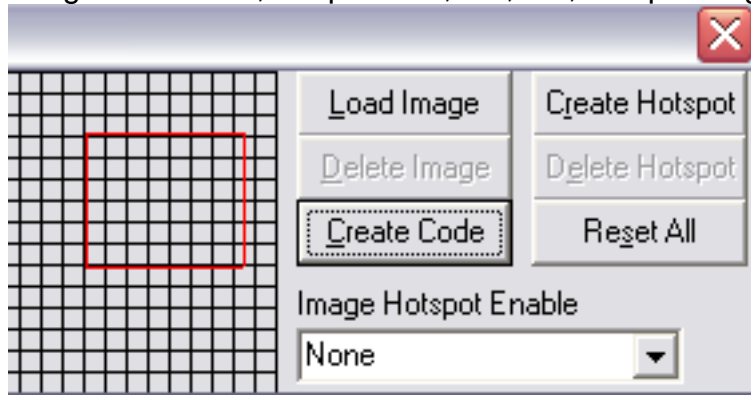 Load Image Create Hotspot
Delete Image Delete Hotspot
Create Code Reset All
Image Hotspot Enable
None